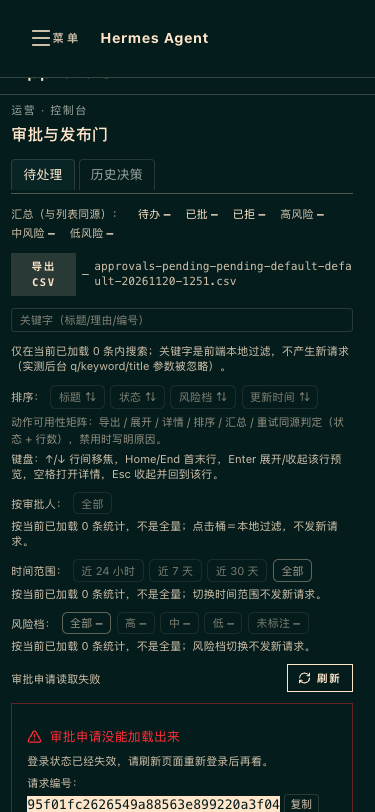 菜单 Hermes Agent
运营 · 控制台
审批与发布门
待处理 历史决策
汇总（与列表同源）： 待办 — 已批 — 已拒 — 高风险 —
中风险 — 低风险 —
导出 CSV — approvals-pending-pending-default-defa
ult-20261120-1251.csv
关键字（标题/理由/编号）
仅在当前已加载 0 条内搜索；关键字是前端本地过滤，不产生新请求
（实测后台 q/keyword/title 参数被忽略）。
排序： 标题 ⇅ 状态 ⇅ 风险档 ⇅ 更新时间 ⇅
动作可用性矩阵：导出 / 展开 / 详情 / 排序 / 汇总 / 重试同源判定（状
态 + 行数），禁用时写明原因。
键盘：↑/↓ 行间移焦，Home/End 首末行，Enter 展开/收起该行预
览，空格打开详情，Esc 收起并回到该行。
按审批人： 全部
按当前已加载 0 条统计，不是全量；点击桶＝本地过滤，不发新请
求。
时间范围： 近 24 小时 近 7 天 近 30 天 全部
按当前已加载 0 条统计，不是全量；切换时间范围不发新请求。
风险档： 全部 — 高 — 中 — 低 — 未标注 —
按当前已加载 0 条统计，不是全量；风险档切换不发新请求。
审批申请读取失败 刷新
审批申请没能加载出来
登录状态已经失效，请刷新页面重新登录后再看。
请求编号：
95f01fc2626549a88563e899220a3f04 复制